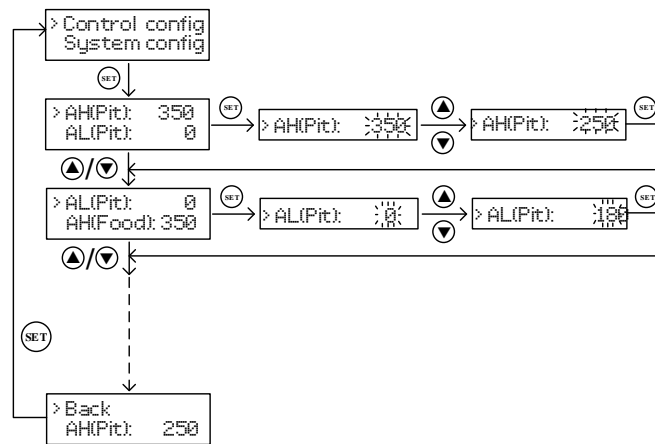 > Control config
System config
SET
> AH(Pit): 350
AL(Pit): 0
SET
> AH(Pit): 350
▲
▼
> AH(Pit): 250
SET
▲/▼
> AL(Pit): 0
AH(Food): 350
SET
> AL(Pit): 0
▲
▼
> AL(Pit): 180
SET
▲/▼
SET
> Back
AH(Pit): 250